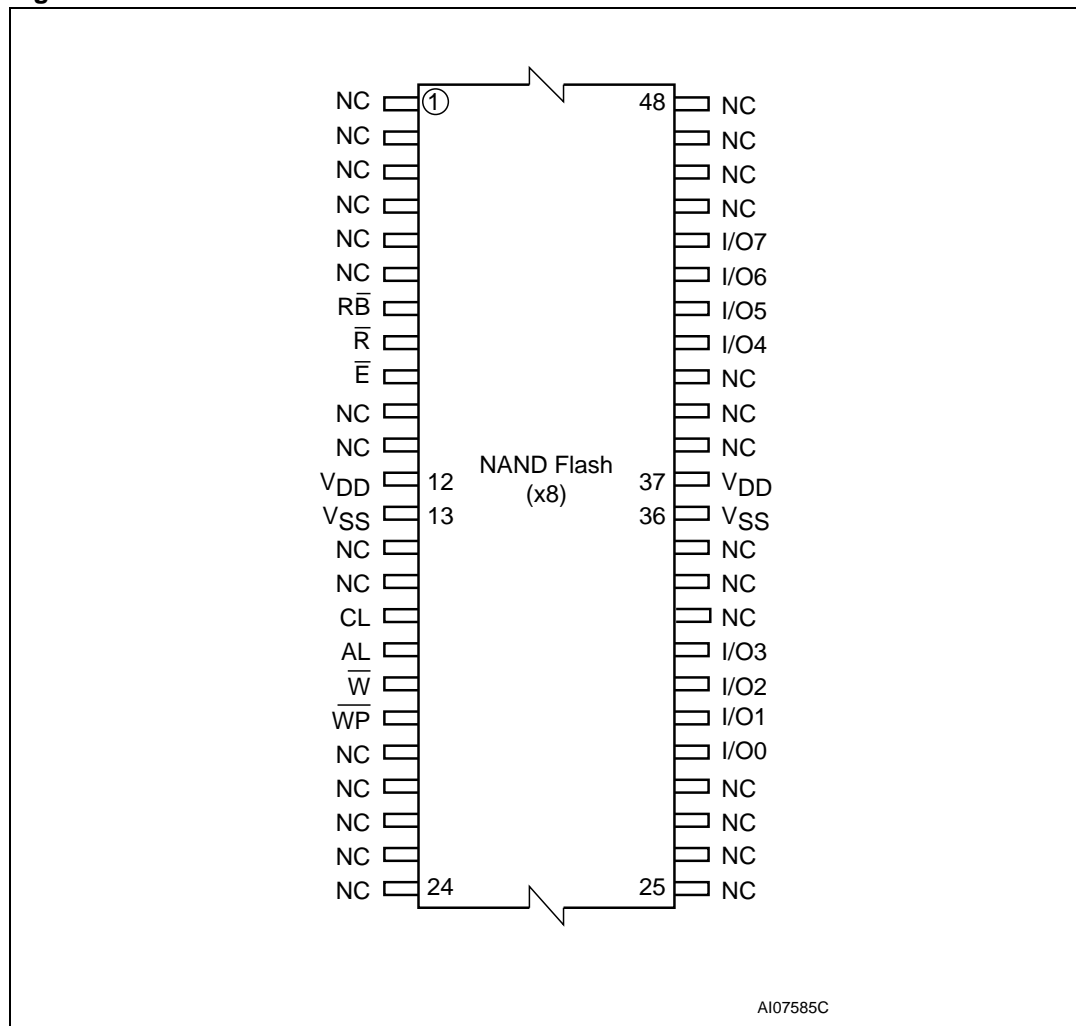 NC 1 48 NC
NC NC
NC NC
NC NC
NC I/O7
NC I/O6
RB̅ I/O5
R̅ I/O4
E̅ NC
NC NC
NC NC
NAND Flash
(x8)
VDD 12 37 VDD
VSS 13 36 VSS
NC NC
NC NC
CL NC
AL I/O3
W̅ I/O2
W̅P̅ I/O1
NC I/O0
NC NC
NC NC
NC NC
NC 24 25 NC
AI07585C